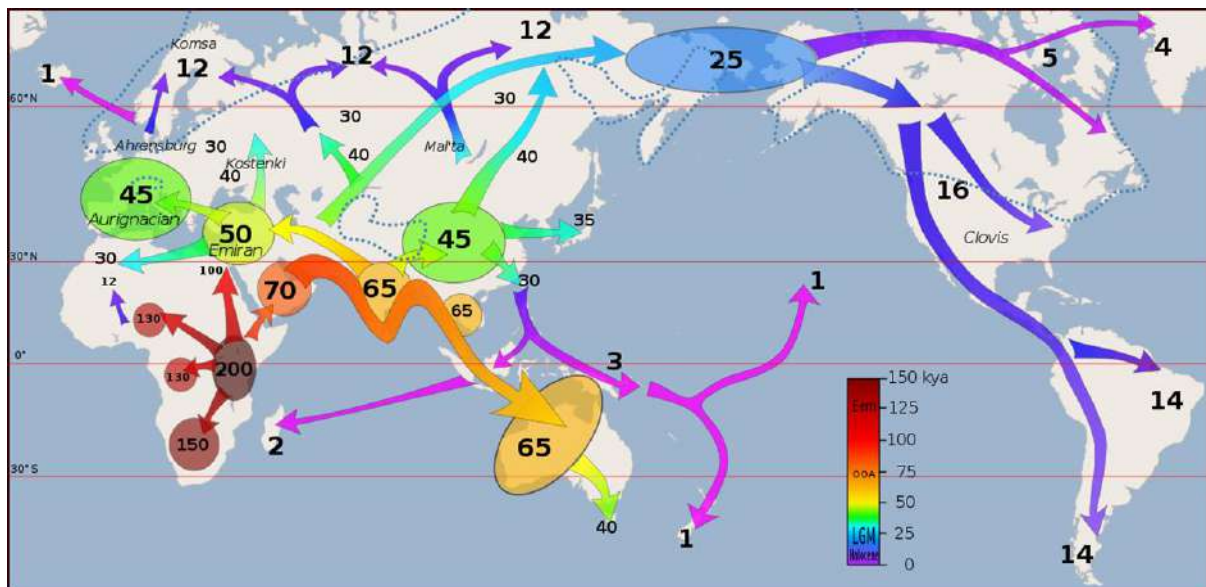 Komsa
12
12
12
25
5
4
1
60°N
30
30
Ahrensburg
30
Kostenki
40
40
Mal'ta
40
45
Aurignacian
50
Emiran
45
35
16
Clovis
30
30°N
100
12
70
65
30
65
1
130
200
130
0°
3
150 kya
Eem
125
100
OOA
75
50
LGM
25
Holocene
0
14
150
2
65
30°S
40
1
14